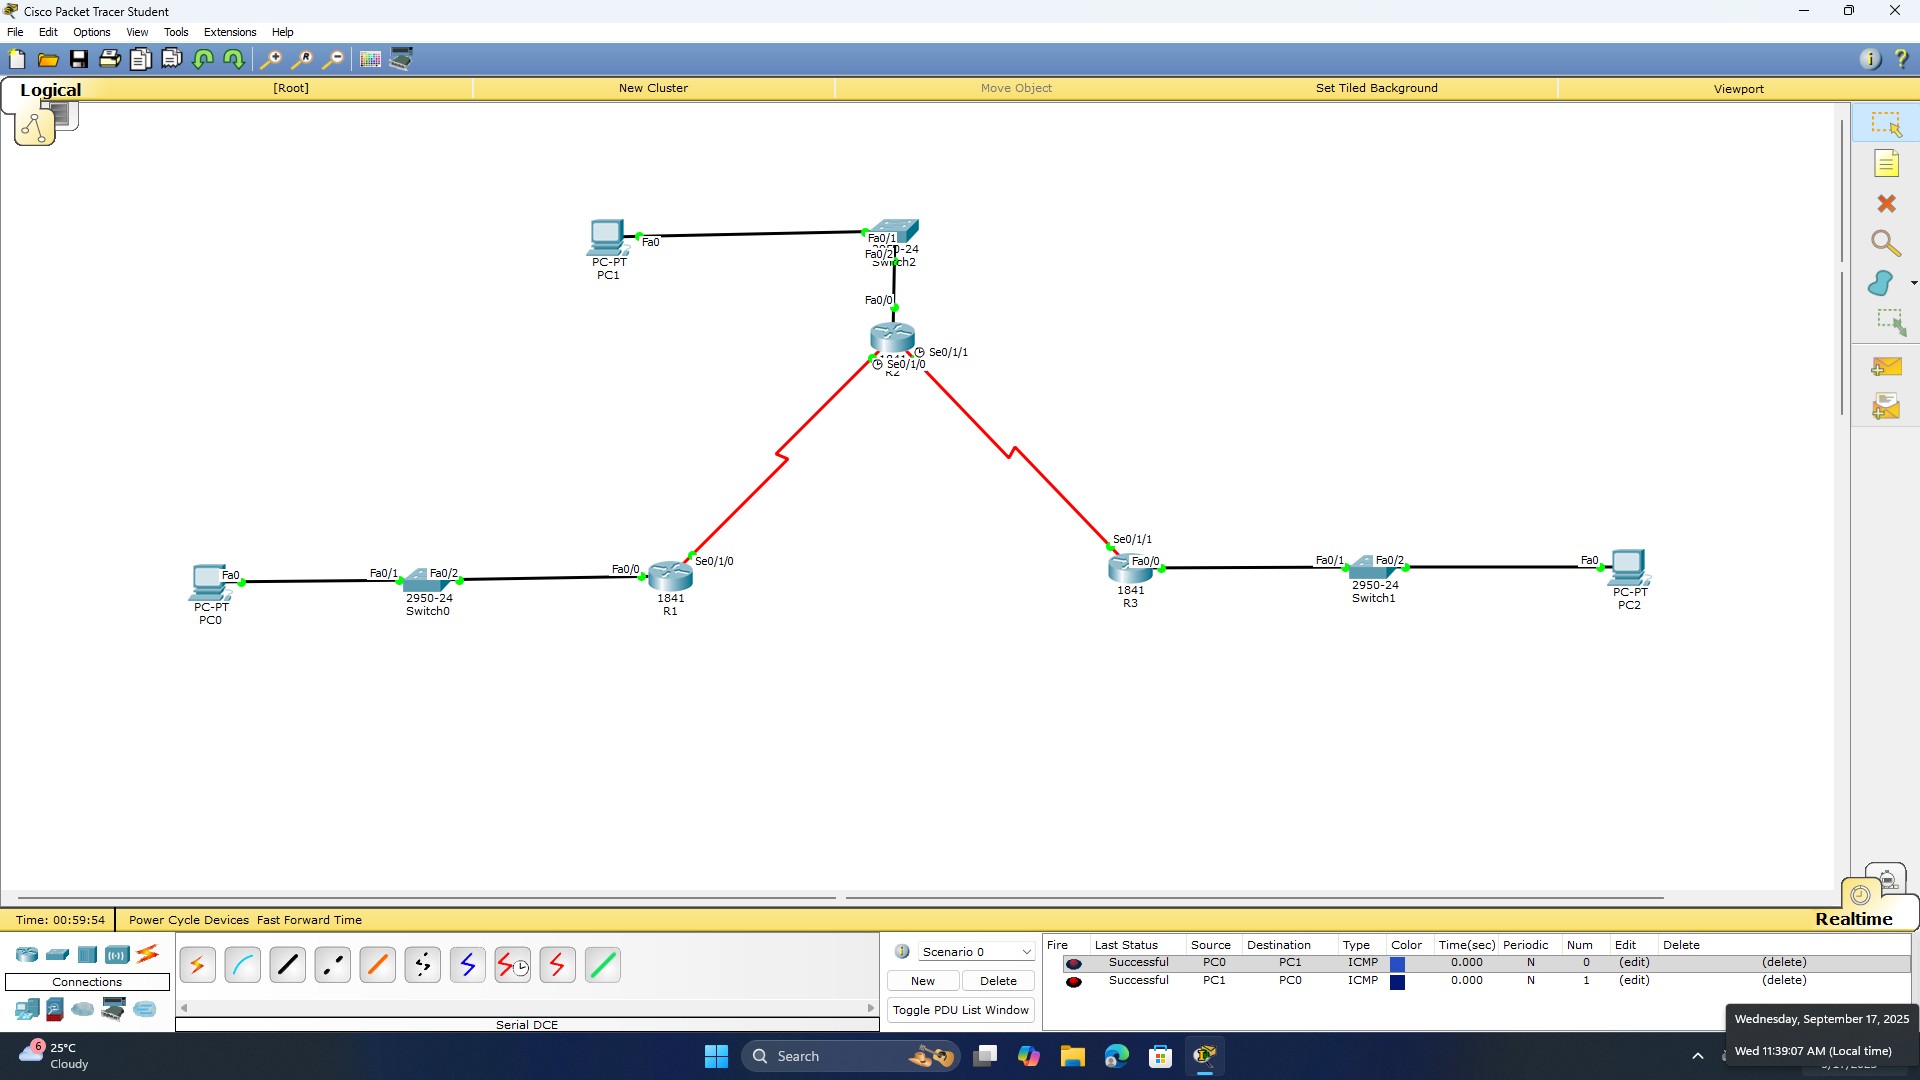 Cisco Packet Tracer Student
File Edit Options View Tools Extensions Help
Logical [Root] New Cluster Move Object Set Tiled Background Viewport
Fa0
Fa0/1
Fa0/2
PC-PT
PC1
2950-24
Switch2
Fa0/0
Se0/1/1
Se0/1/0
1841
R2
Se0/1/1
Fa0/0
1841
R3
Fa0/1 Fa0/2
2950-24
Switch1
Fa0
PC-PT
PC2
Se0/1/0
Fa0/0
1841
R1
Fa0/1 Fa0/2
2950-24
Switch0
Fa0
PC-PT
PC0
Time: 00:59:54 Power Cycle Devices Fast Forward Time
Realtime
Connections
Serial DCE
Scenario 0
New Delete
Toggle PDU List Window
Fire Last Status Source Destination Type Color Time(sec) Periodic Num Edit Delete
Successful PC0 PC1 ICMP 0.000 N 0 (edit) (delete)
Successful PC1 PC0 ICMP 0.000 N 1 (edit) (delete)
Wednesday, September 17, 2025
Wed 11:39:07 AM (Local time)
6
25°C
Cloudy
Search